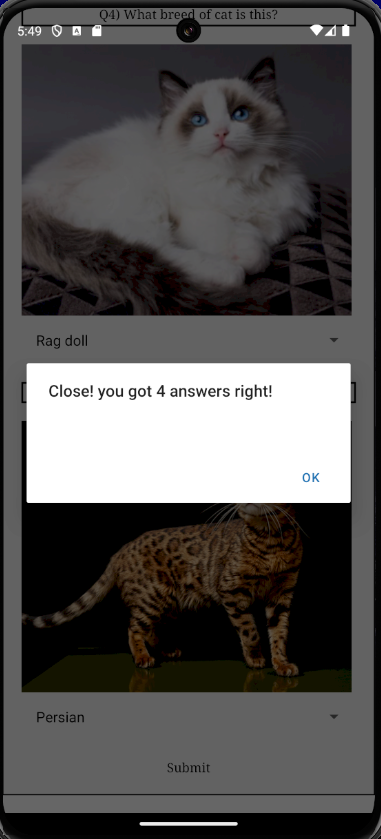 Q4) What breed of cat is this?
5:49
Rag doll
Close! you got 4 answers right!
OK
Persian
Submit